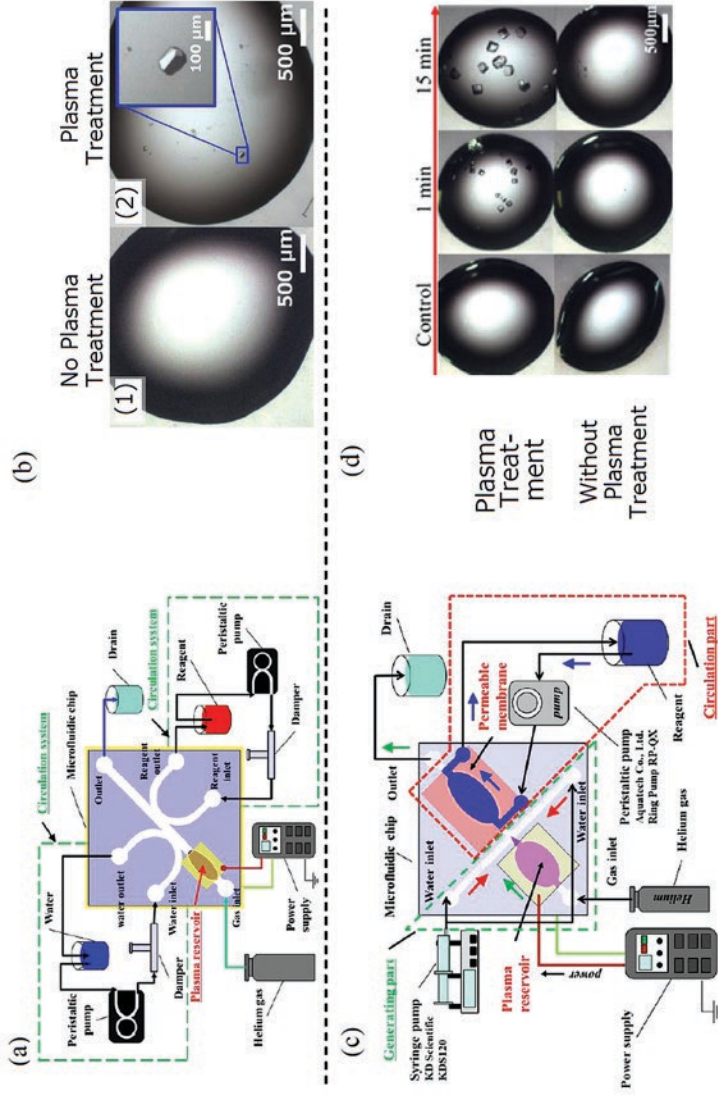 (a)
Circulation system
Water
Microfluidic chip
Drain
Circulation system
Peristaltic
pump
water outlet
Outlet
Reagent
Peristaltic
pump
Reagent
outlet
Damper
Water inlet
Reagent
inlet
Damper
Plasma reservoir
Gas inlet
Helium gas
Power
supply
(b)
No Plasma
Treatment
Plasma
Treatment
(1)
(2)
100 µm
500 µm
500 µm
(c)
Generating part
Microfluidic chip
Drain
Syringe pump
KD Scientific
KDS120
Water inlet
Outlet
Permeable
membrane
pump
Plasma
reservoir
Water inlet
Peristaltic pump
Aquatech Co., Ltd.
Ring Pump RP-QX
Reagent
power
Gas inlet
Circulation part
Power supply
Helium
Helium gas
(d)
Control
1 min
15 min
Plasma
Treat-
ment
Without
Plasma
Treatment
500µm